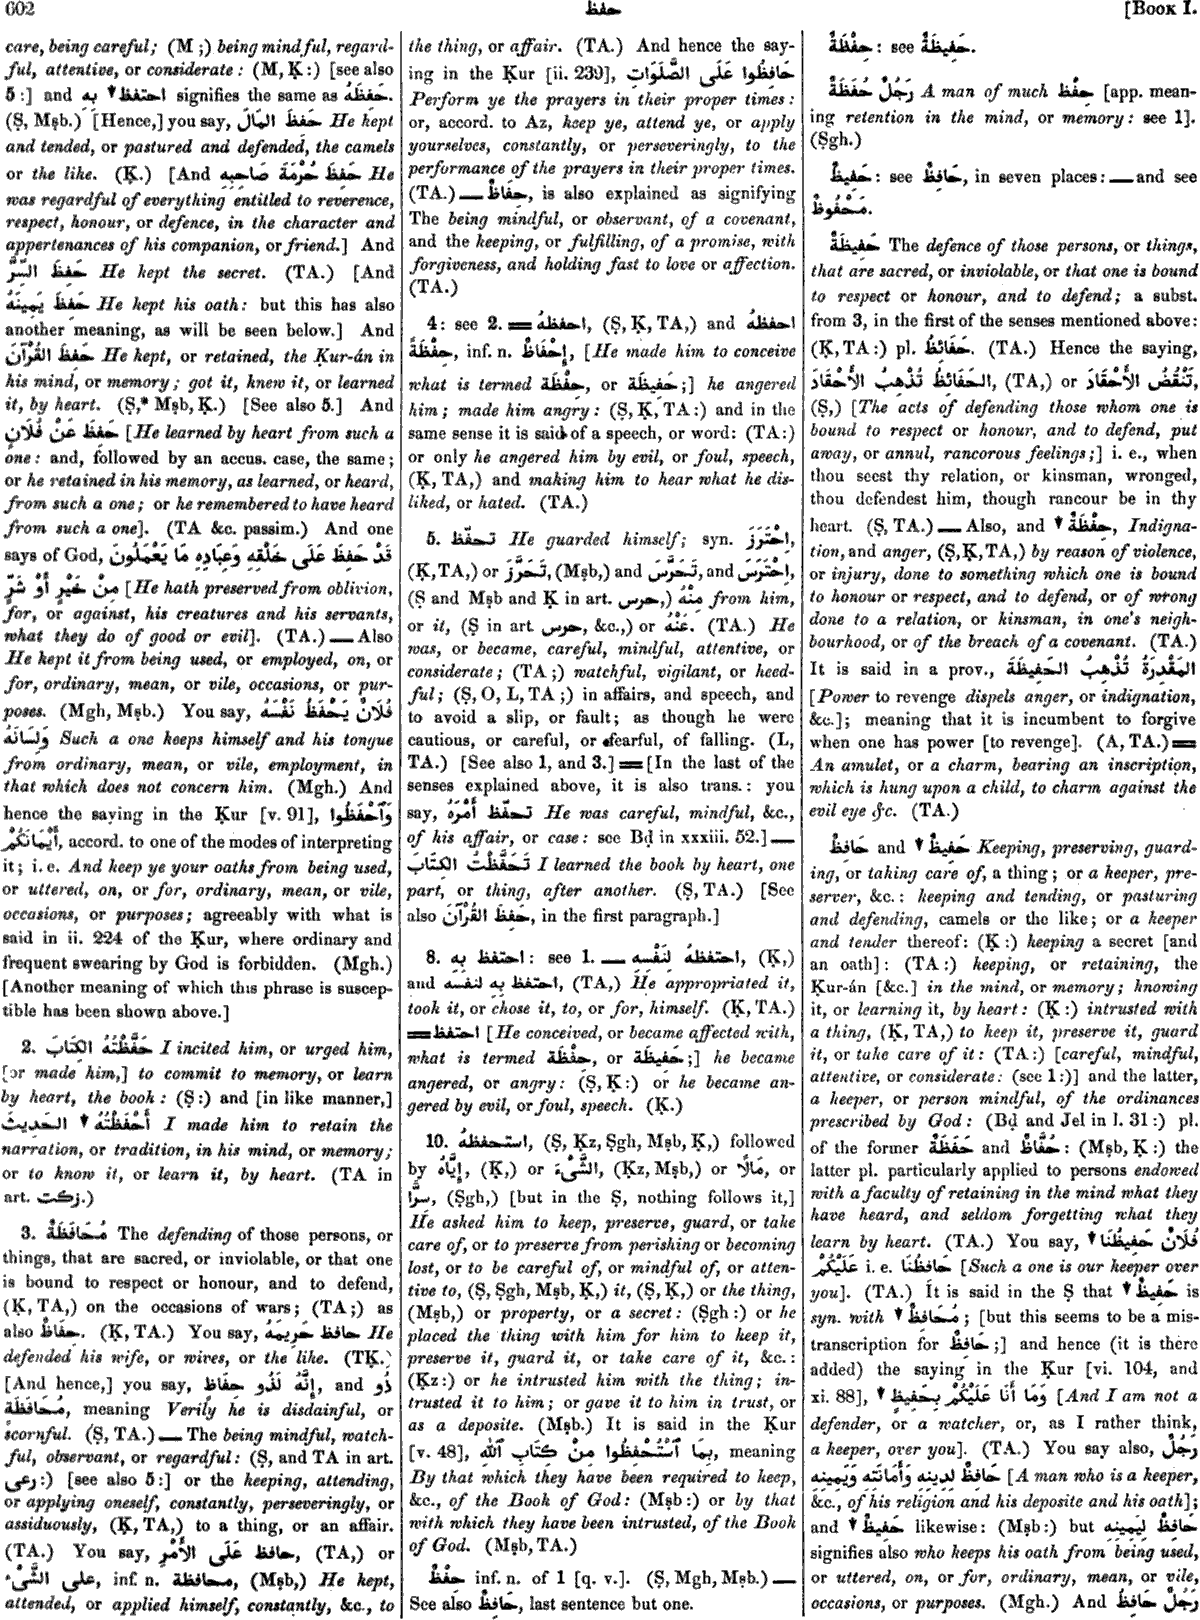 602
حفظ
[BOOK I.
care, being careful; (M;) being mindful, regard-
ful, attentive, or considerate: (M, Ḳ:) [see also
5:] and ↓ احتفظ بِهِ signifies the same as حَفِظَهُ.
(Ṣ, Mṣb.) [Hence,] you say, حَفِظَ المَالَ He kept
and tended, or pastured and defended, the camels
or the like. (Ḳ.) [And حَفِظَ حُرْمَةَ صَاحِبِهِ He
was regardful of everything entitled to reverence,
respect, honour, or defence, in the character and
appertenances of his companion, or friend.] And
حَفِظَ السِّرَّ He kept the secret. (TA.) [And
حَفِظَ يَمِينَهُ He kept his oath: but this has also
another meaning, as will be seen below.] And
حَفِظَ القُرْآنَ He kept, or retained, the Ḳur-án in
his mind, or memory; got it, knew it, or learned
it, by heart. (Ṣ,* Mṣb, Ḳ.) [See also 5.] And
حَفِظَ عَنْ فُلَانٍ [He learned by heart from such a
one: and, followed by an accus. case, the same;
or he retained in his memory, as learned, or heard,
from such a one; or he remembered to have heard
from such a one]. (TA &c. passim.) And one
says of God, قَدْ حَفِظَ عَلَى خَلْقِهِ وَعِبَادِهِ مَا يَعْمَلُونَ
مِنْ خَيْرٍ أَوْ شَرٍّ [He hath preserved from oblivion,
for, or against, his creatures and his servants,
what they do of good or evil]. (TA.) — Also
He kept it from being used, or employed, on, or
for, ordinary, mean, or vile, occasions, or pur-
poses. (Mgh, Mṣb.) You say, فُلَانٌ يَحْفَظُ نَفْسَهُ
وَلِسَانَهُ Such a one keeps himself and his tongue
from ordinary, mean, or vile, employment, in
that which does not concern him. (Mgh.) And
hence the saying in the Ḳur [v. 91], وَٱحْفَظُوا
أَيْمَانَكُمْ, accord. to one of the modes of interpreting
it; i. e. And keep ye your oaths from being used,
or uttered, on, or for, ordinary, mean, or vile,
occasions, or purposes; agreeably with what is
said in ii. 224 of the Ḳur, where ordinary and
frequent swearing by God is forbidden. (Mgh.)
[Another meaning of which this phrase is suscep-
tible has been shown above.]
2. حَفَّظْتُهُ الكِتَابَ I incited him, or urged him,
[or made him,] to commit to memory, or learn
by heart, the book: (Ṣ:) and [in like manner,]
↓ أَحْفَظْتُهُ الحَدِيثَ I made him to retain the
narration, or tradition, in his mind, or memory;
or to know it, or learn it, by heart. (TA in
art. زكت.)
3. مُحَافَظَةٌ The defending of those persons, or
things, that are sacred, or inviolable, or that one
is bound to respect or honour, and to defend,
(Ḳ, TA,) on the occasions of wars; (TA;) as
also حِفَاظٌ. (Ḳ, TA.) You say, حافظ حَرِيمَهُ He
defended his wife, or wives, or the like. (TḲ.)
[And hence,] you say, إِنَّهُ لَذُو حِفَاظٍ, and ذُو
مُحَافَظَةٍ, meaning Verily he is disdainful, or
scornful. (Ṣ, TA.) — The being mindful, watch-
ful, observant, or regardful: (Ṣ, and TA in art.
رعى:) [see also 5:] or the keeping, attending,
or applying oneself, constantly, perseveringly, or
assiduously, (Ḳ, TA,) to a thing, or an affair.
(TA.) You say, حافظ عَلَى الأَمْرِ, (TA,) or
عَلَى الشَّىْءِ, inf. n. محافظة, (Mṣb,) He kept,
attended, or applied himself, constantly, &c., to
the thing, or affair. (TA.) And hence the say-
ing in the Ḳur [ii. 239], حَافِظُوا عَلَى الصَّلَوَاتِ
Perform ye the prayers in their proper times:
or, accord. to Az, keep ye, attend ye, or apply
yourselves, constantly, or perseveringly, to the
performance of the prayers in their proper times.
(TA.) — حِفَاظٌ, is also explained as signifying
The being mindful, or observant, of a covenant,
and the keeping, or fulfilling, of a promise, with
forgiveness, and holding fast to love or affection.
(TA.)
4: see 2. = احفظهُ, (Ṣ, Ḳ, TA,) and احفظهُ
حِفْظَةً, inf. n. إِحْفَاظٌ, [He made him to conceive
what is termed حِفْظَة, or حَفِيظَة;] he angered
him; made him angry: (Ṣ, Ḳ, TA:) and in the
same sense it is said of a speech, or word: (TA:)
or only he angered him by evil, or foul, speech,
(Ḳ, TA,) and making him to hear what he dis-
liked, or hated. (TA.)
5. تحفّظ He guarded himself; syn. اِحْتَرَزَ,
(Ḳ, TA,) or تَحَرَّزَ, (Mṣb,) and تَحَرَّسَ, and اِحْتَرَسَ,
(Ṣ and Mṣb and Ḳ in art. حرس,) مِنْهُ from him,
or it, (Ṣ in art حرس, &c.,) or عَنْهُ. (TA.) He
was, or became, careful, mindful, attentive, or
considerate; (TA;) watchful, vigilant, or heed-
ful; (Ṣ, O, L, TA;) in affairs, and speech, and
to avoid a slip, or fault; as though he were
cautious, or careful, or fearful, of falling. (L,
TA.) [See also 1, and 3.] = [In the last of the
senses explained above, it is also trans.: you
say, تحفّظ أَمْرَهُ He was careful, mindful, &c.,
of his affair, or case: see Bḍ in xxxiii. 52.] —
تَحَفَّظْتُ الكِتَابَ I learned the book by heart, one
part, or thing, after another. (Ṣ, TA.) [See
also حَفِظَ القُرْآنَ, in the first paragraph.]
8. احتفظ بِهِ: see 1. — احتفظهُ لِنَفْسِهِ, (Ḳ,)
and احتفظ بِهِ لنفسه, (TA,) He appropriated it,
took it, or chose it, to, or for, himself. (Ḳ, TA.)
= احتفظ [He conceived, or became affected with,
what is termed حِفْظَة, or حَفِيظَة;] he became
angered, or angry: (Ṣ, Ḳ:) or he became an-
gered by evil, or foul, speech. (Ḳ.)
10. استحفظهُ, (Ṣ, Ḳz, Ṣgh, Mṣb, Ḳ,) followed
by إِيَّاهُ, (Ḳ,) or الشَّىْءَ, (Ḳz, Mṣb,) or مَالًا, or
سِرًّا, (Ṣgh,) [but in the Ṣ, nothing follows it,]
He asked him to keep, preserve, guard, or take
care of, or to preserve from perishing or becoming
lost, or to be careful of, or mindful of, or atten-
tive to, (Ṣ, Ṣgh, Mṣb, Ḳ,) it, (Ṣ, Ḳ,) or the thing,
(Mṣb,) or property, or a secret: (Ṣgh:) or he
placed the thing with him for him to keep it,
preserve it, guard it, or take care of it, &c.:
(Ḳz:) or he intrusted him with the thing; in-
trusted it to him; or gave it to him in trust, or
as a deposite. (Mṣb.) It is said in the Ḳur
[v. 48], بِمَا ٱسْتُحْفِظُوا مِنْ كِتَابِ ٱللّٰهِ, meaning
By that which they have been required to keep,
&c., of the Book of God: (Mṣb:) or by that
with which they have been intrusted, of the Book
of God. (Mṣb, TA.)
حِفْظٌ inf. n. of 1 [q. v.]. (Ṣ, Mgh, Mṣb.) —
See also حَافِظٌ, last sentence but one.
حِفْظَةٌ: see حَفِيظَةٌ.
رَجُلٌ حُفَظَةٌ A man of much حِفْظ [app. mean-
ing retention in the mind, or memory: see 1].
(Ṣgh.)
حَفِيظٌ: see حَافِظٌ, in seven places: — and see
مَحْفُوظٌ.
حَفِيظَةٌ The defence of those persons, or things,
that are sacred, or inviolable, or that one is bound
to respect or honour, and to defend; a subst.
from 3, in the first of the senses mentioned above:
(Ḳ, TA:) pl. حَفَائِظُ. (TA.) Hence the saying,
الحَفَائِظُ تُذْهِبُ الأَحْقَادَ, (TA,) or تَنْقُضُ الأَحْقَادَ,
(Ṣ,) [The acts of defending those whom one is
bound to respect or honour, and to defend, put
away, or annul, rancorous feelings;] i. e., when
thou seest thy relation, or kinsman, wronged,
thou defendest him, though rancour be in thy
heart. (Ṣ, TA.) — Also, and ↓ حِفْظَةٌ, Indigna-
tion, and anger, (Ṣ, Ḳ, TA,) by reason of violence,
or injury, done to something which one is bound
to honour or respect, and to defend, or of wrong
done to a relation, or kinsman, in one's neigh-
bourhood, or of the breach of a covenant. (TA.)
It is said in a prov., المَقْدِرَةُ تُذْهِبُ الحَفِيظَةَ
[Power to revenge dispels anger, or indignation,
&c.]; meaning that it is incumbent to forgive
when one has power [to revenge]. (A, TA.) =
An amulet, or a charm, bearing an inscription,
which is hung upon a child, to charm against the
evil eye &c. (TA.)
حَافِظٌ and ↓ حَفِيظٌ Keeping, preserving, guard-
ing, or taking care of, a thing; or a keeper, pre-
server, &c.: keeping and tending, or pasturing
and defending, camels or the like; or a keeper
and tender thereof: (Ḳ:) keeping a secret [and
an oath]: (TA:) keeping, or retaining, the
Ḳur-án [&c.] in the mind, or memory; knowing
it, or learning it, by heart: (Ḳ:) intrusted with
a thing, (Ḳ, TA,) to keep it, preserve it, guard
it, or take care of it: (TA:) [careful, mindful,
attentive, or considerate: (see 1:)] and the latter,
a keeper, or person mindful, of the ordinances
prescribed by God: (Bḍ and Jel in l. 31:) pl.
of the former حَفَظَةٌ and حُفَّاظٌ: (Mṣb, Ḳ:) the
latter pl. particularly applied to persons endowed
with a faculty of retaining in the mind what they
have heard, and seldom forgetting what they
learn by heart. (TA.) You say, ↓ فُلَانٌ حَفِيظُنَا
عَلَيْكُمْ i. e. حَافِظُنَا [Such a one is our keeper over
you]. (TA.) It is said in the Ṣ that ↓ حَفِيظٌ is
syn. with ↓ مُحَافِظٌ; [but this seems to be a mis-
transcription for حَافِظٌ;] and hence (it is there
added) the saying in the Ḳur [vi. 104, and
xi. 88], ↓ وَمَا أَنَا عَلَيْكُمْ بِحَفِيظٍ [And I am not a
defender, or a watcher, or, as I rather think,
a keeper, over you]. (TA.) You say also, رَجُلٌ
حَافِظٌ لِدِينِهِ وَأَمَانَتِهِ وَيَمِينِهِ [A man who is a keeper,
&c., of his religion and his deposite and his oath];
and ↓ حَفِيظٌ likewise: (Mṣb:) but حَافِظٌ لِيَمِينِهِ
signifies also who keeps his oath from being used,
or uttered, on, or for, ordinary, mean, or vile,
occasions, or purposes. (Mgh.) And رَجُلٌ حَافِظُ